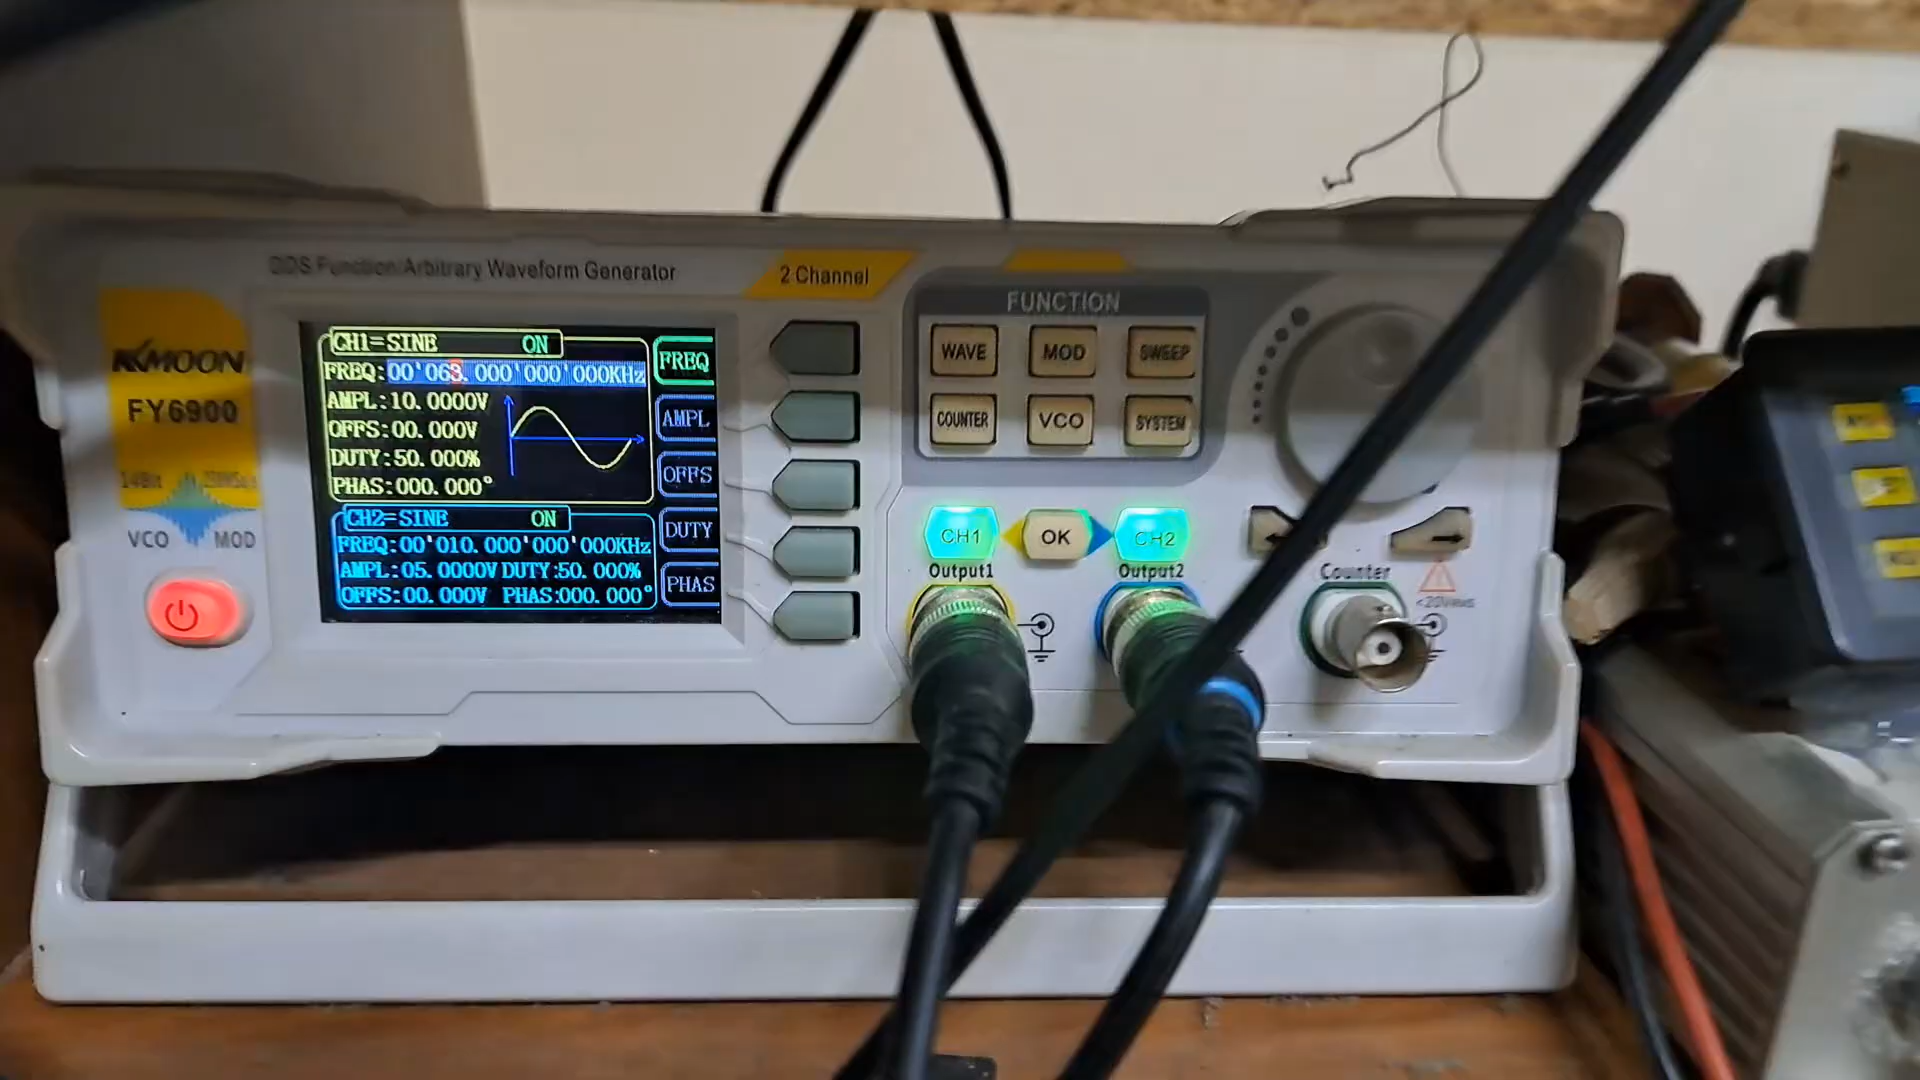 DDS Function/Arbitrary Waveform Generator
2 Channel
KKMOON
FY6900
VCO
MOD
CH1=SINE ON
FREQ:00'063.000'000'000KHz
AMPL:10.0000V
OFFS:00.000V
DUTY:50.000%
PHAS:000.000°
CH2=SINE ON
FREQ:00'010.000'000'000KHz
AMPL:05.0000V DUTY:50.000%
OFFS:00.000V PHAS:000.000°
FREQ
AMPL
OFFS
DUTY
PHAS
FUNCTION
WAVE
MOD
SWEEP
COUNTER
VCO
SYSTEM
CH1
OK
CH2
Output1
Output2
Counter